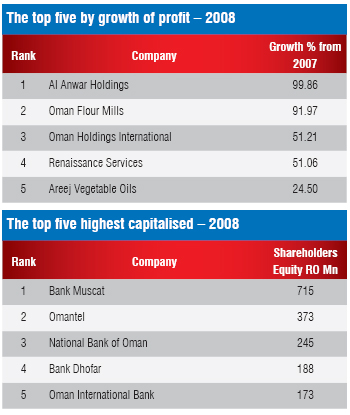 The top five by growth of profit – 2008
Rank Company Growth % from 2007
1 Al Anwar Holdings 99.86
2 Oman Flour Mills 91.97
3 Oman Holdings International 51.21
4 Renaissance Services 51.06
5 Areej Vegetable Oils 24.50
The top five highest capitalised – 2008
Rank Company Shareholders Equity RO Mn
1 Bank Muscat 715
2 Omantel 373
3 National Bank of Oman 245
4 Bank Dhofar 188
5 Oman International Bank 173